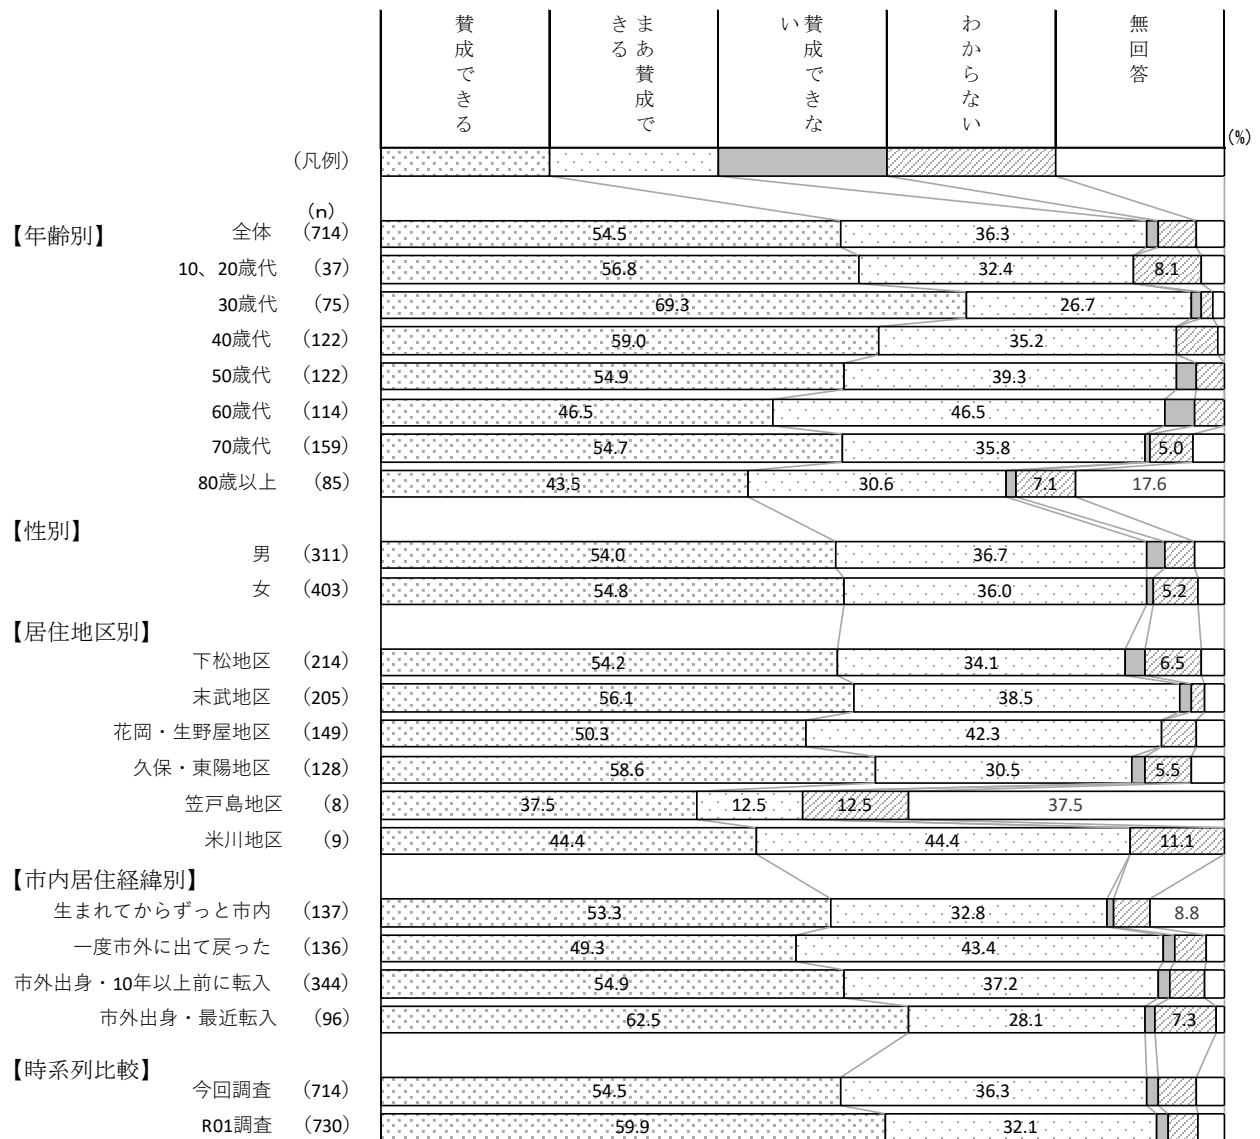 賛成できる
まあ賛成できる
賛成できない
わからない
無回答
(%)
（凡例）
（n）
【年齢別】 全体 （714） 54.5 36.3
10、20歳代 （37） 56.8 32.4 8.1
30歳代 （75） 69.3 26.7
40歳代 （122） 59.0 35.2
50歳代 （122） 54.9 39.3
60歳代 （114） 46.5 46.5
70歳代 （159） 54.7 35.8 5.0
80歳以上 （85） 43.5 30.6 7.1 17.6
【性別】
男 （311） 54.0 36.7
女 （403） 54.8 36.0 5.2
【居住地区別】
下松地区 （214） 54.2 34.1 6.5
末武地区 （205） 56.1 38.5
花岡・生野屋地区 （149） 50.3 42.3
久保・東陽地区 （128） 58.6 30.5 5.5
笠戸島地区 （8） 37.5 12.5 12.5 37.5
米川地区 （9） 44.4 44.4 11.1
【市内居住経緯別】
生まれてからずっと市内 （137） 53.3 32.8 8.8
一度市外に出て戻った （136） 49.3 43.4
市外出身・10年以上前に転入 （344） 54.9 37.2
市外出身・最近転入 （96） 62.5 28.1 7.3
【時系列比較】
今回調査 （714） 54.5 36.3
R01調査 （730） 59.9 32.1